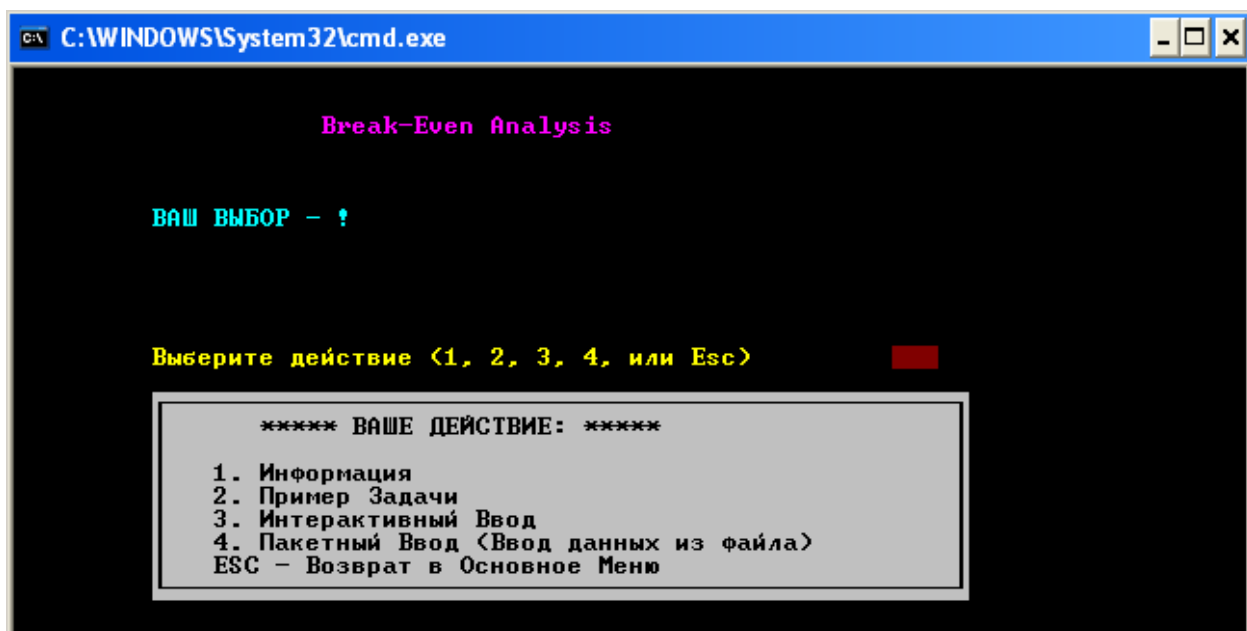 C:\WINDOWS\System32\cmd.exe
Break-Even Analysis
ВАШ ВЫБОР - !
Выберите действие (1, 2, 3, 4, или Esc)
***** ВАШЕ ДЕЙСТВИЕ: *****
1. Информация
2. Пример Задачи
3. Интерактивный Ввод
4. Пакетный Ввод (Ввод данных из файла)
ESC - Возврат в Основное Меню